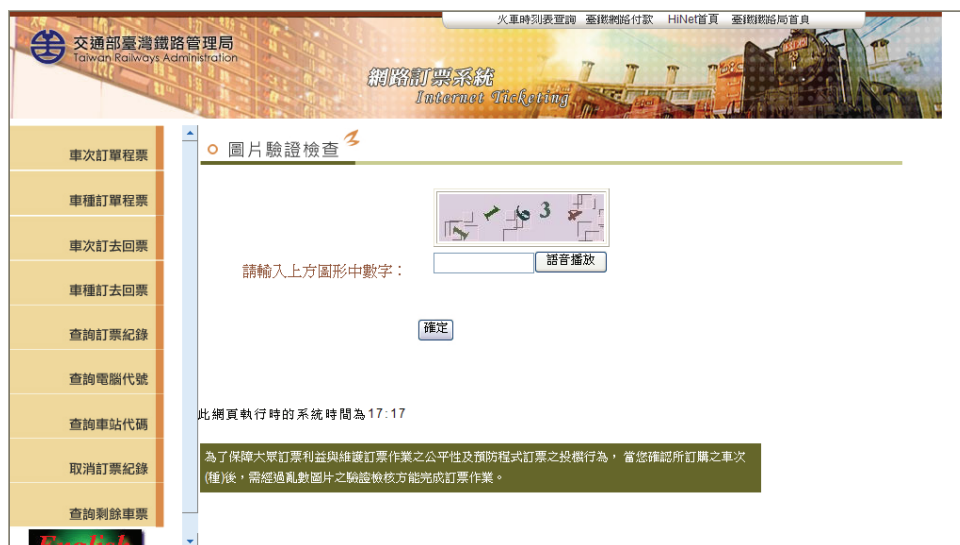 火車時刻表查詢 臺鐵網路付款 HiNet首頁
交通部臺灣鐵路管理局
Taiwan Railways Administration
網路訂票系統
Internet Ticketing
車次訂單程票
車種訂單程票
車次訂去回票
車種訂去回票
查詢訂票紀錄
查詢電腦代號
查詢車站代碼
取消訂票紀錄
查詢剩餘車票
English
圖片驗證檢查
請輸入上方圖形中數字：
語音播放
確定
此網頁執行時的系統時間為17:17
為了保障大眾訂票利益與維護訂票作業之公平性及預防程式訂票之投機行為，當您確認所訂購之車次
(種)後，需經過亂數圖片之驗證檢核方能完成訂票作業。